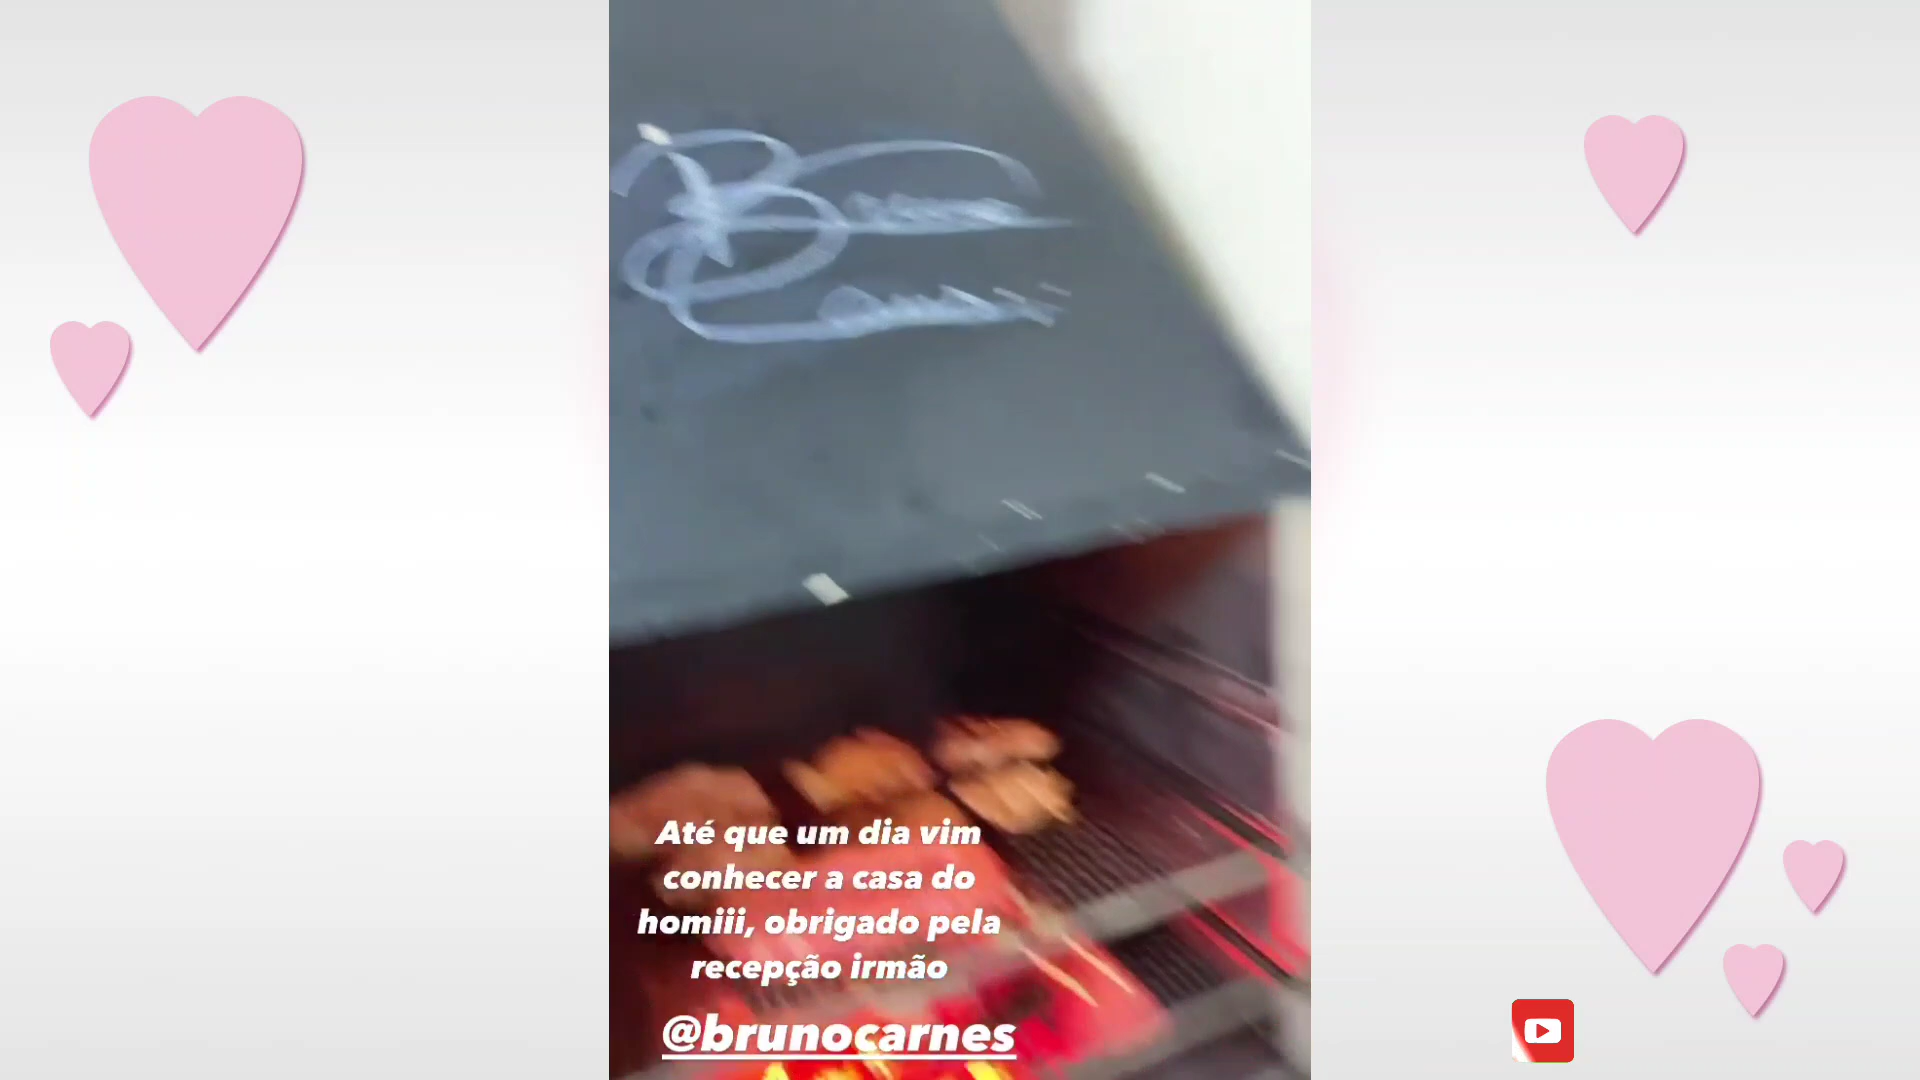 Até que um dia vim
conhecer a casa do
homiii, obrigado pela
recepção irmão
@brunocarnes